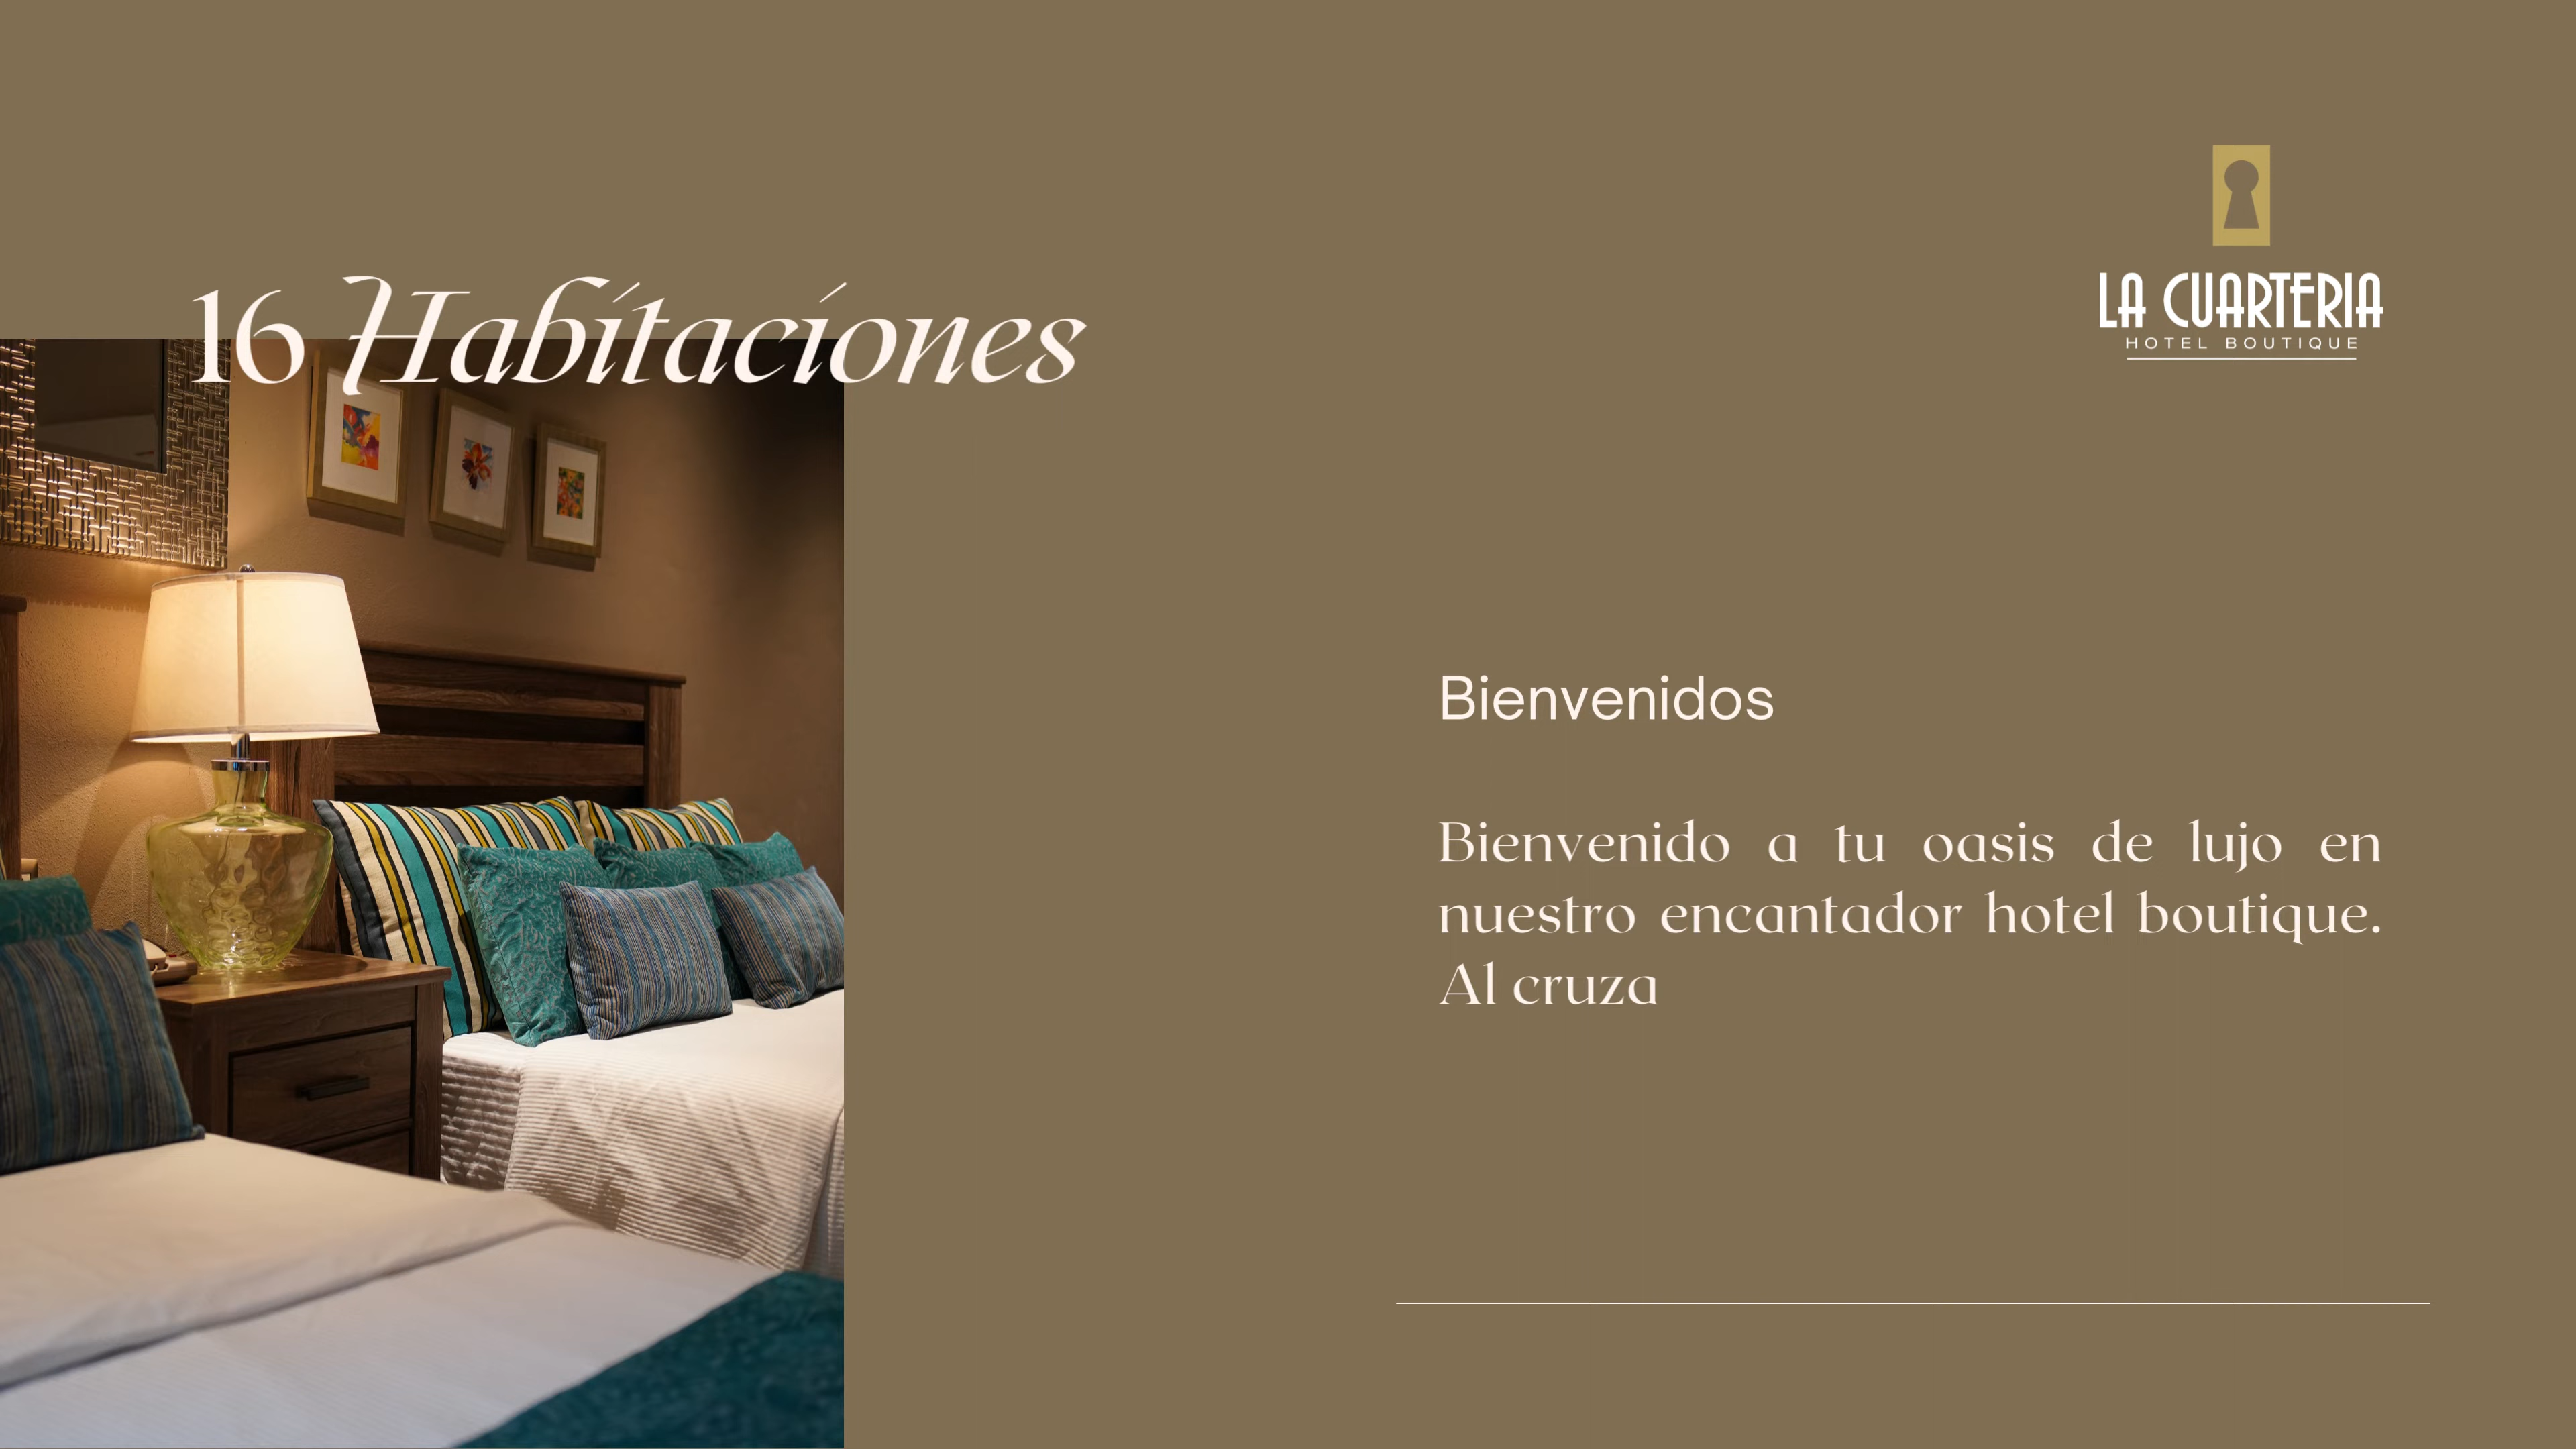 16 Habitaciones
LA CUARTERIA
HOTEL BOUTIQUE
Bienvenidos
Bienvenido a tu oasis de lujo en
nuestro encantador hotel boutique.
Al cruza